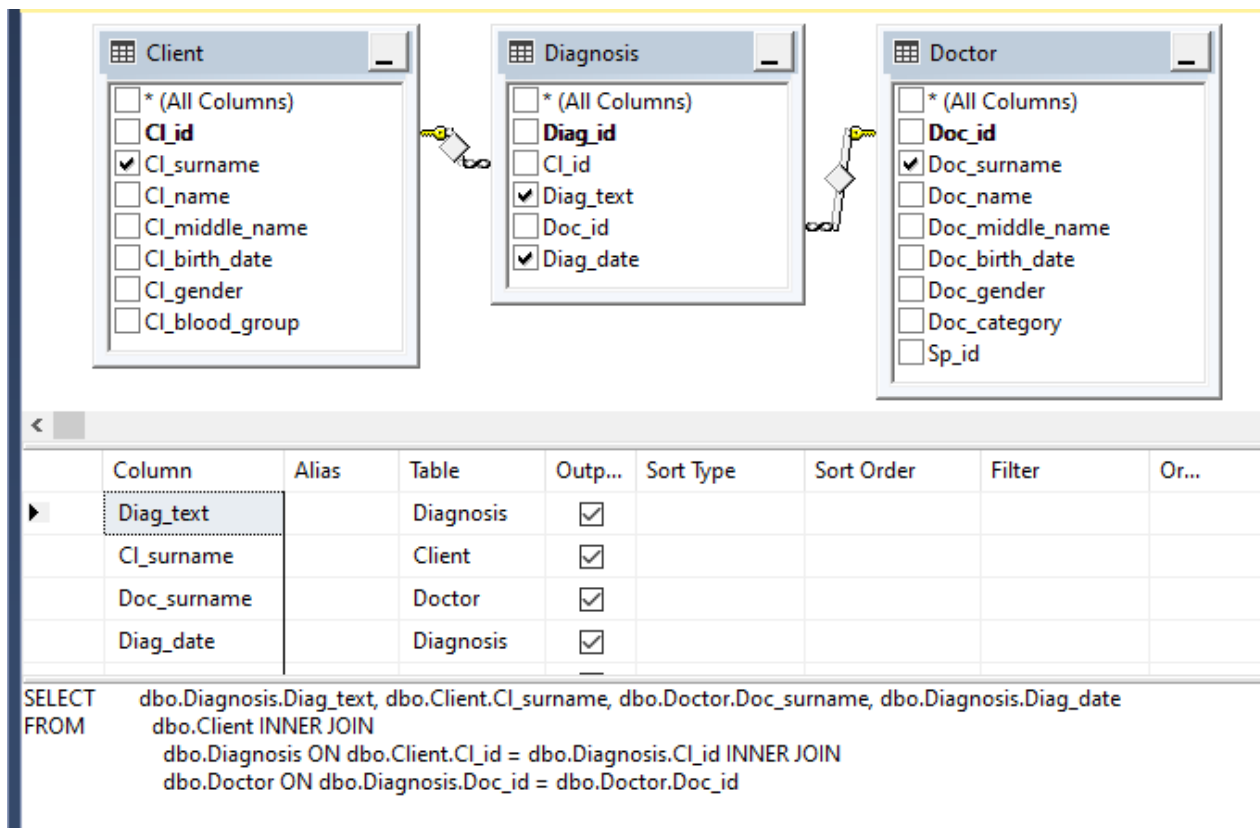 Client
* (All Columns)
Cl_id
Cl_surname
Cl_name
Cl_middle_name
Cl_birth_date
Cl_gender
Cl_blood_group
Diagnosis
* (All Columns)
Diag_id
Cl_id
Diag_text
Doc_id
Diag_date
Doctor
* (All Columns)
Doc_id
Doc_surname
Doc_name
Doc_middle_name
Doc_birth_date
Doc_gender
Doc_category
Sp_id
Column Alias Table Outp... Sort Type Sort Order Filter Or...
Diag_text Diagnosis
Cl_surname Client
Doc_surname Doctor
Diag_date Diagnosis
SELECT dbo.Diagnosis.Diag_text, dbo.Client.Cl_surname, dbo.Doctor.Doc_surname, dbo.Diagnosis.Diag_date
FROM dbo.Client INNER JOIN
dbo.Diagnosis ON dbo.Client.Cl_id = dbo.Diagnosis.Cl_id INNER JOIN
dbo.Doctor ON dbo.Diagnosis.Doc_id = dbo.Doctor.Doc_id